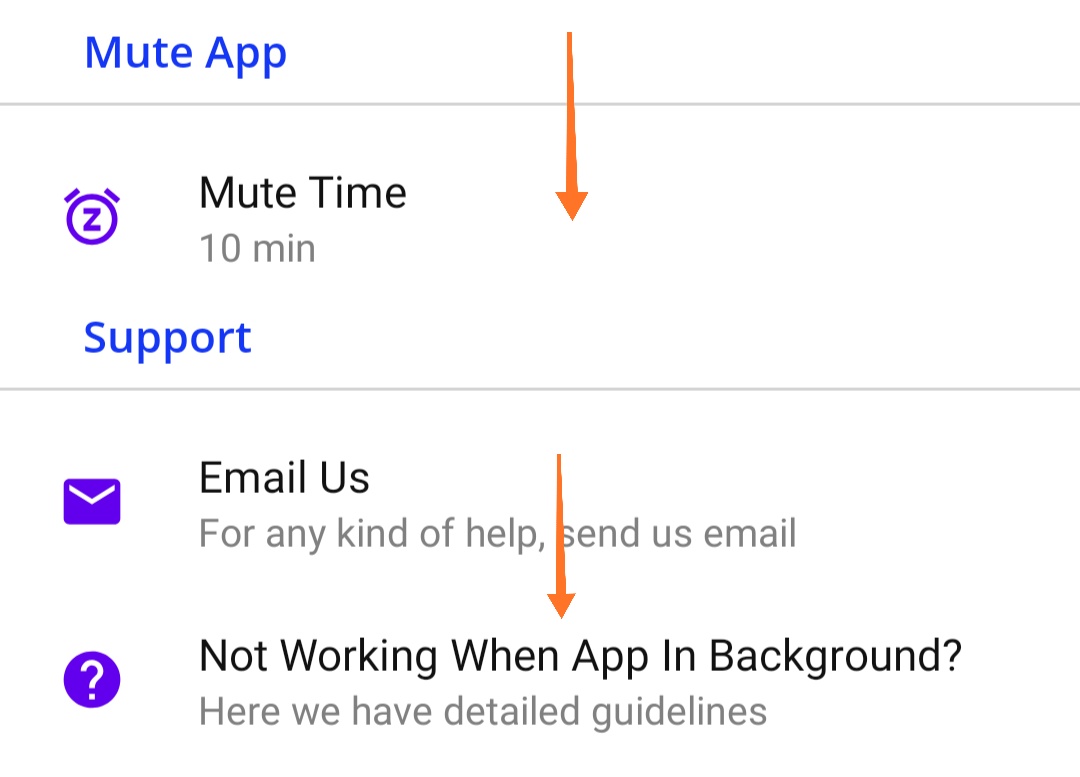 Mute App
Mute Time
10 min
Support
Email Us
For any kind of help, send us email
Not Working When App In Background?
Here we have detailed guidelines